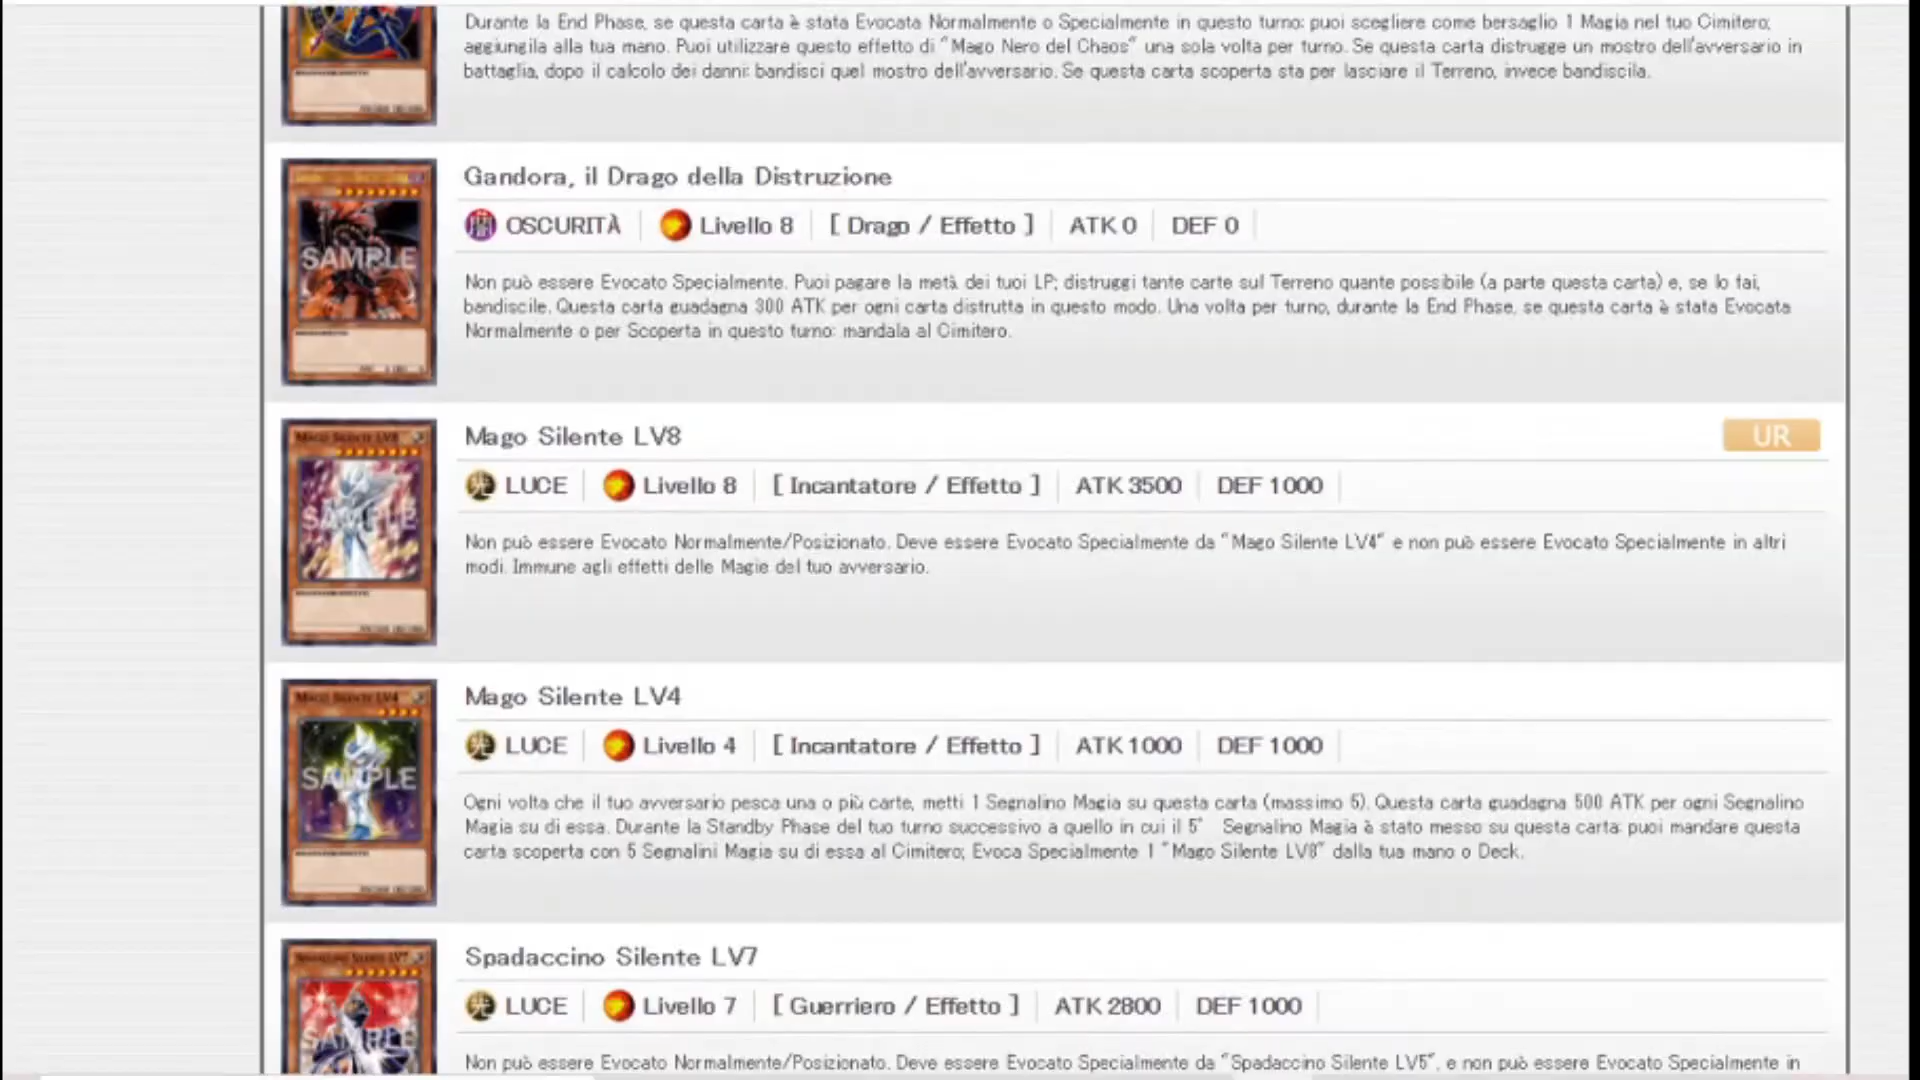 Durante la End Phase, se questa carta è stata Evocata Normalmente o Specialmente in questo turno: puoi scegliere come bersaglio 1 Magia nel tuo Cimitero;
aggiungila alla tua mano. Puoi utilizzare questo effetto di "Mago Nero del Chaos" una sola volta per turno. Se questa carta distrugge un mostro dell'avversario in
battaglia, dopo il calcolo dei danni: bandisci quel mostro dell'avversario. Se questa carta scoperta sta per lasciare il Terreno, invece bandiscila.
Gandora, il Drago della Distruzione
闇 OSCURITÀ Livello 8 [ Drago / Effetto ] ATK 0 DEF 0
SAMPLE
Non può essere Evocato Specialmente. Puoi pagare la metà dei tuoi LP; distruggi tante carte sul Terreno quante possibile (a parte questa carta) e, se lo fai,
bandiscile. Questa carta guadagna 300 ATK per ogni carta distrutta in questo modo. Una volta per turno, durante la End Phase, se questa carta è stata Evocata
Normalmente o per Scoperta in questo turno: mandala al Cimitero.
Mago Silente LV8
Mago Silente LV8 UR
光 LUCE Livello 8 [ Incantatore / Effetto ] ATK 3500 DEF 1000
SAMPLE
Non può essere Evocato Normalmente/Posizionato. Deve essere Evocato Specialmente da "Mago Silente LV4" e non può essere Evocato Specialmente in altri
modi. Immune agli effetti delle Magie del tuo avversario.
Mago Silente LV4
Mago Silente LV4
光 LUCE Livello 4 [ Incantatore / Effetto ] ATK 1000 DEF 1000
SAMPLE
Ogni volta che il tuo avversario pesca una o più carte, metti 1 Segnalino Magia su questa carta (massimo 5). Questa carta guadagna 500 ATK per ogni Segnalino
Magia su di essa. Durante la Standby Phase del tuo turno successivo a quello in cui il 5° Segnalino Magia è stato messo su questa carta: puoi mandare questa
carta scoperta con 5 Segnalini Magia su di essa al Cimitero; Evoca Specialmente 1 "Mago Silente LV8" dalla tua mano o Deck.
Spadaccino Silente LV7
Spadaccino Silente LV7
光 LUCE Livello 7 [ Guerriero / Effetto ] ATK 2800 DEF 1000
SAMPLE
Non può essere Evocato Normalmente/Posizionato. Deve essere Evocato Specialmente da "Spadaccino Silente LV5", e non può essere Evocato Specialmente in